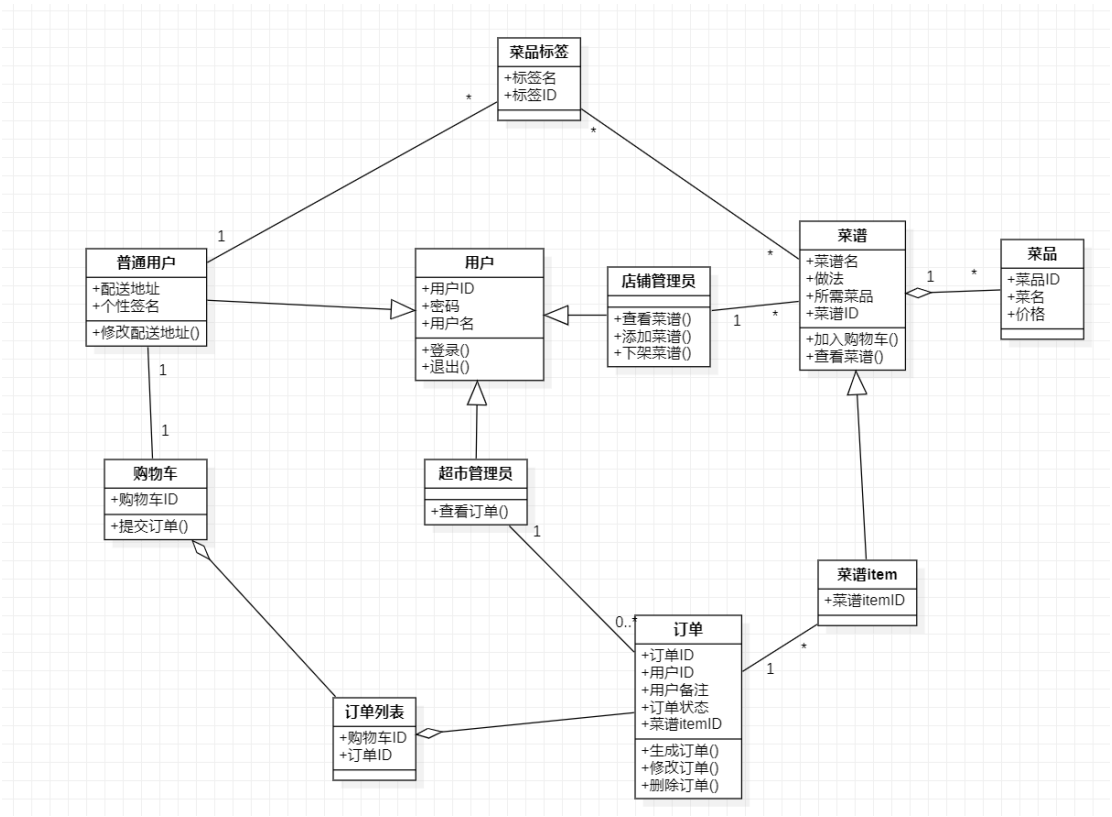 菜品标签
+标签名
+标签ID
*
*
1
普通用户
+配送地址
+个性签名
+修改配送地址()
用户
+用户ID
+密码
+用户名
+登录()
+退出()
店铺管理员
+查看菜谱()
+添加菜谱()
+下架菜谱()
1
*
*
菜谱
+菜谱名
+做法
+所需菜品
+菜谱ID
+加入购物车()
+查看菜谱()
1
*
菜品
+菜品ID
+菜名
+价格
1
1
购物车
+购物车ID
+提交订单()
超市管理员
+查看订单()
1
0..*
菜谱item
+菜谱itemID
*
1
订单
+订单ID
+用户ID
+用户备注
+订单状态
+菜谱itemID
+生成订单()
+修改订单()
+删除订单()
订单列表
+购物车ID
+订单ID